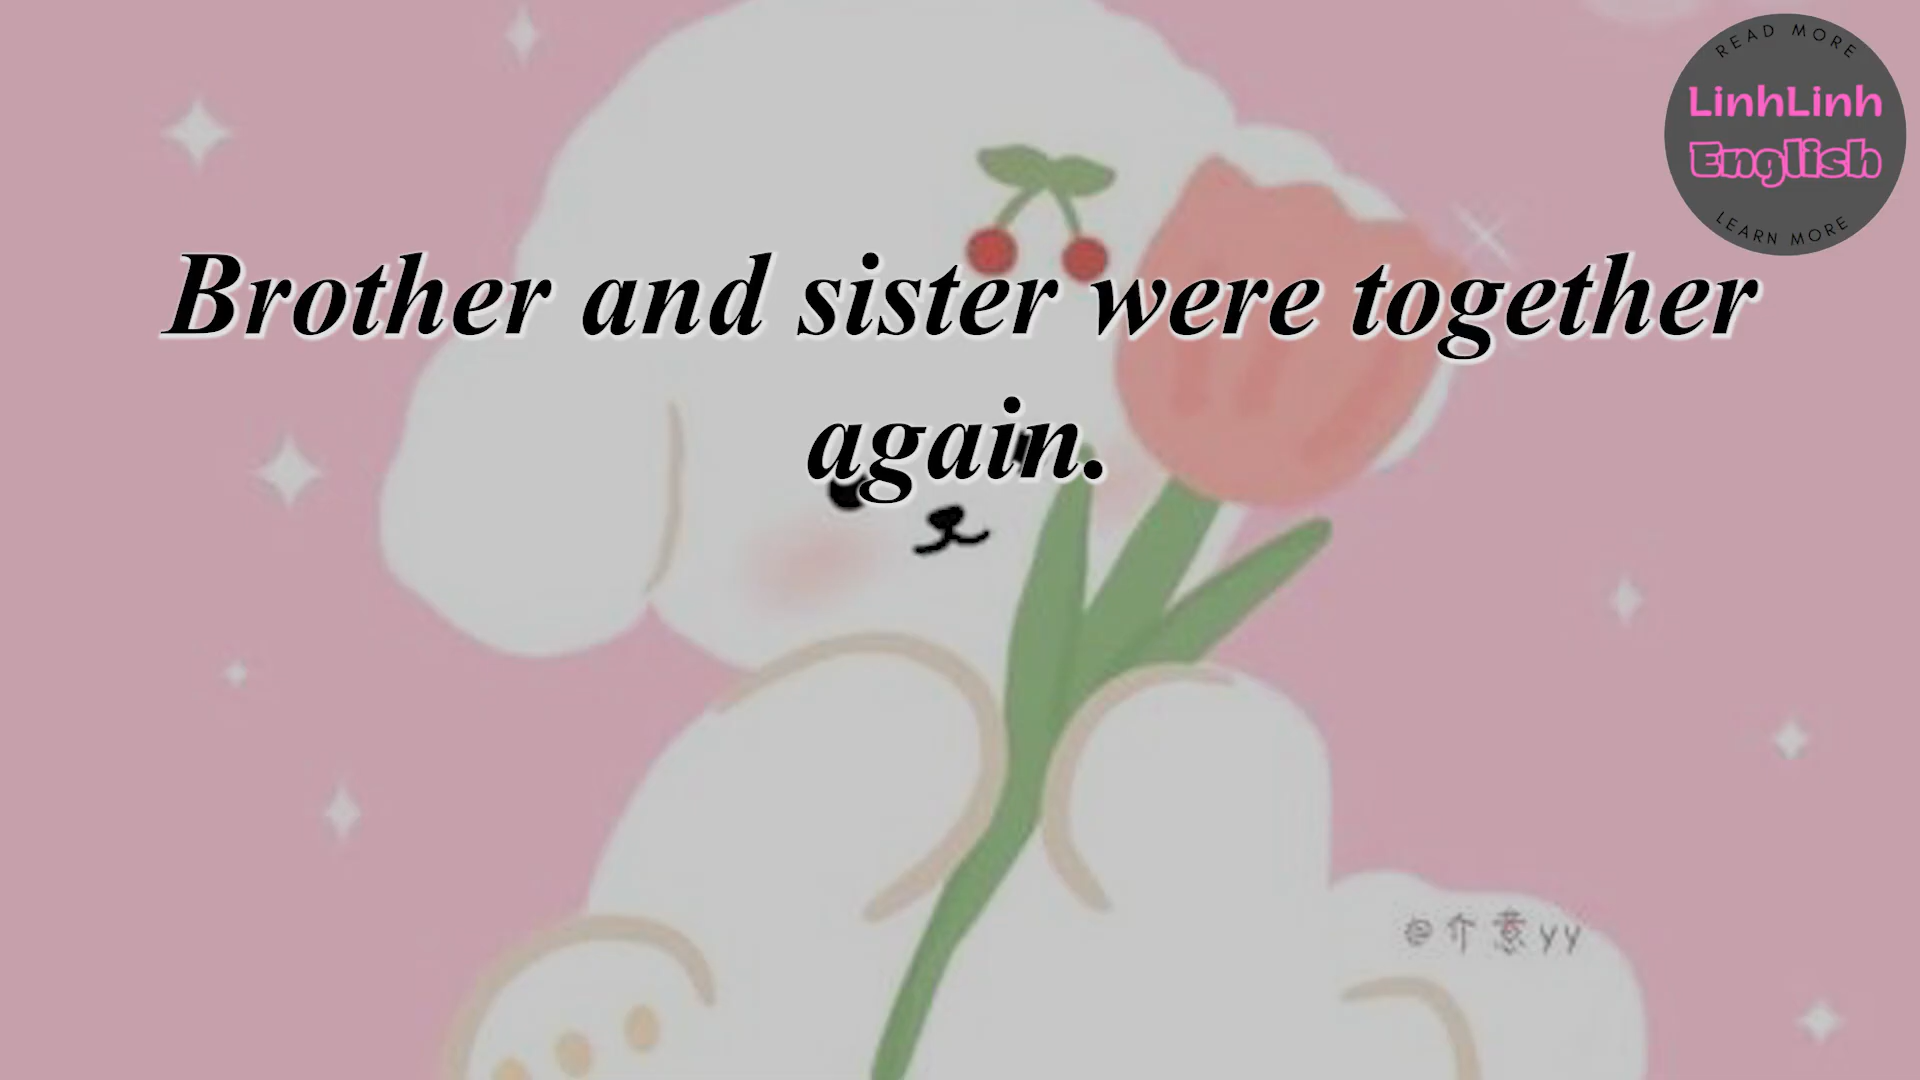 READ MORE
LinhLinh
English
LEARN MORE
Brother and sister were together
again.
@介意yy